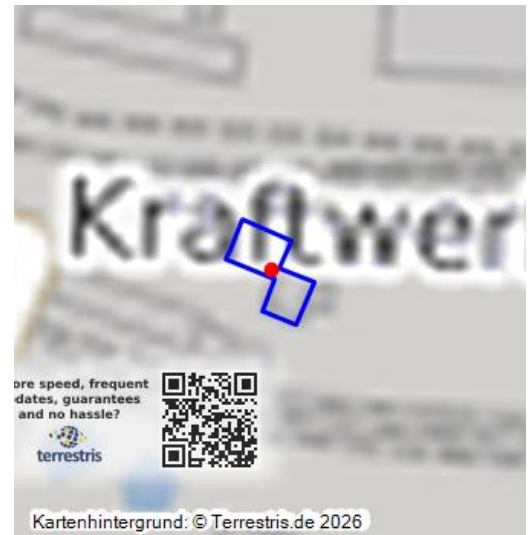 Kraftwer
ore speed, frequent
dates, guarantees
and no hassle?
terrestris
Kartenhintergrund: © Terrestris.de 2026